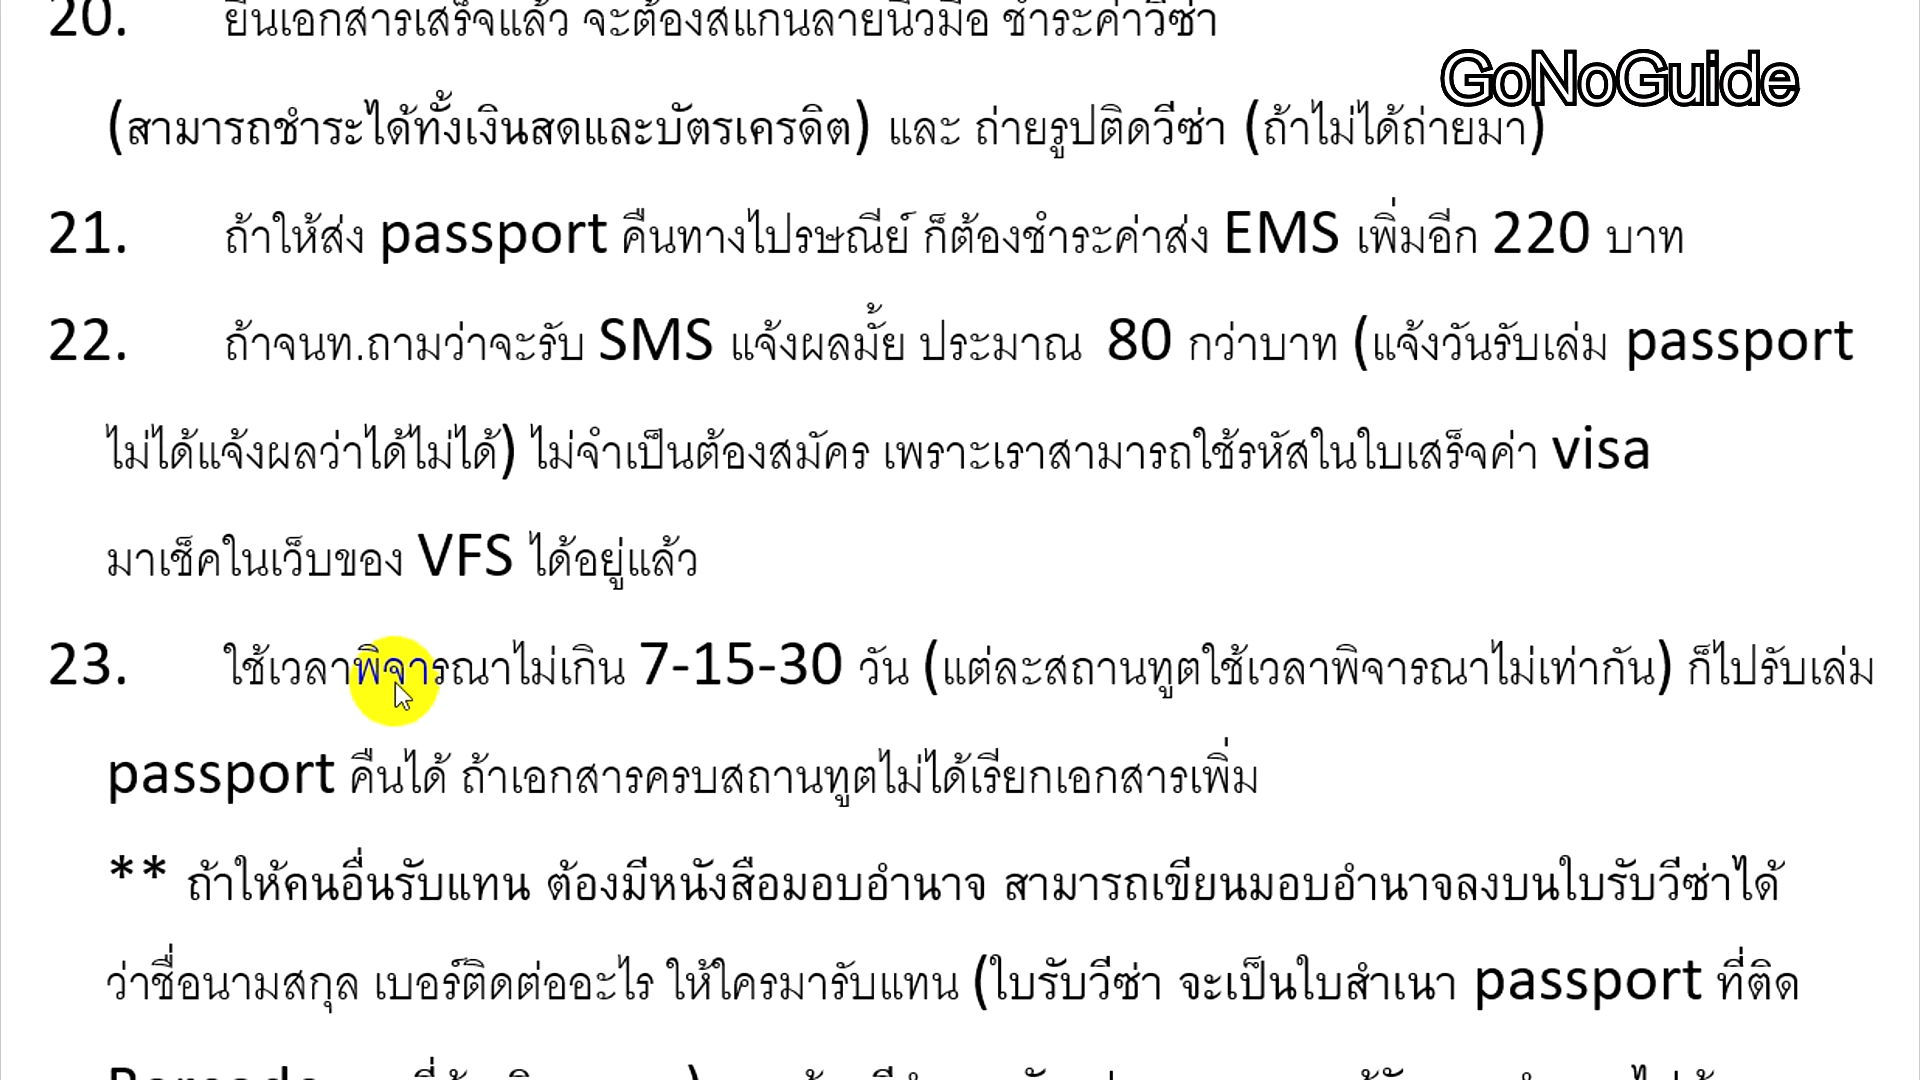 20. ยื่นเอกสารเสร็จแล้ว จะต้องสแกนลายนิ้วมือ ชำระค่าวีซ่า
GoNoGuide
(สามารถชำระได้ทั้งเงินสดและบัตรเครดิต) และ ถ่ายรูปติดวีซ่า (ถ้าไม่ได้ถ่ายมา)
21. ถ้าให้ส่ง passport คืนทางไปรษณีย์ ก็ต้องชำระค่าส่ง EMS เพิ่มอีก 220 บาท
22. ถ้าจนท.ถามว่าจะรับ SMS แจ้งผลมั้ย ประมาณ 80 กว่าบาท (แจ้งวันรับเล่ม passport
ไม่ได้แจ้งผลว่าได้ไม่ได้) ไม่จำเป็นต้องสมัคร เพราะเราสามารถใช้รหัสในใบเสร็จค่า visa
มาเช็คในเว็บของ VFS ได้อยู่แล้ว
23. ใช้เวลาพิจารณาไม่เกิน 7-15-30 วัน (แต่ละสถานทูตใช้เวลาพิจารณาไม่เท่ากัน) ก็ไปรับเล่ม
passport คืนได้ ถ้าเอกสารครบสถานทูตไม่ได้เรียกเอกสารเพิ่ม
** ถ้าให้คนอื่นรับแทน ต้องมีหนังสือมอบอำนาจ สามารถเขียนมอบอำนาจลงบนใบรับวีซ่าได้
ว่าชื่อนามสกุล เบอร์ติดต่ออะไร ให้ใครมารับแทน (ใบรับวีซ่า จะเป็นใบสำเนา passport ที่ติด